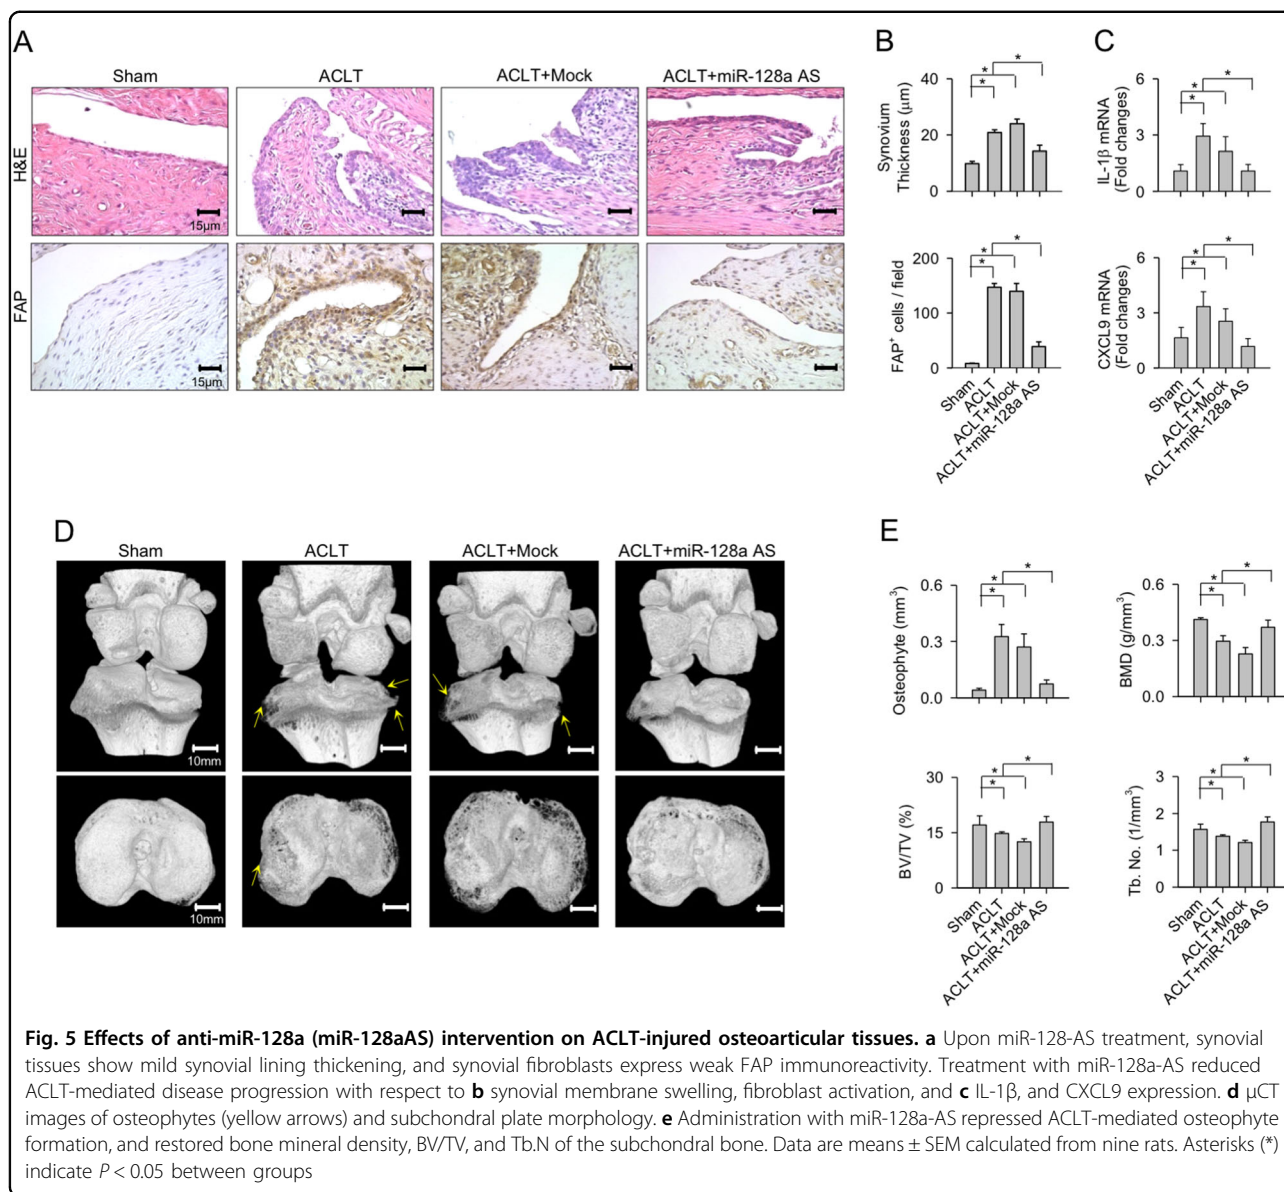 A
Sham
ACLT
ACLT+Mock
ACLT+miR-128a AS
H&E
15µm
FAP
15µm
B
*
*
*
Synovium
Thickness (µm)
40
20
0
*
*
*
FAP⁺ cells / field
200
100
0
Sham
ACLT
ACLT+Mock
ACLT+miR-128a AS
C
*
*
*
IL-1β mRNA
(Fold changes)
6
3
0
*
*
*
CXCL9 mRNA
(Fold changes)
6
3
0
Sham
ACLT
ACLT+Mock
ACLT+miR-128a AS
D
Sham
ACLT
ACLT+Mock
ACLT+miR-128a AS
10mm
10mm
E
*
*
*
Osteophyte (mm³)
0.6
0.3
0.0
*
*
*
BMD (g/mm³)
0.6
0.3
0.0
*
*
*
BV/TV (%)
30
15
0
Sham
ACLT
ACLT+Mock
ACLT+miR-128a AS
*
*
*
Tb. No. (1/mm³)
3
2
1
0
Sham
ACLT
ACLT+Mock
ACLT+miR-128a AS
Fig. 5 Effects of anti-miR-128a (miR-128aAS) intervention on ACLT-injured osteoarticular tissues. a Upon miR-128-AS treatment, synovial
tissues show mild synovial lining thickening, and synovial fibroblasts express weak FAP immunoreactivity. Treatment with miR-128a-AS reduced
ACLT-mediated disease progression with respect to b synovial membrane swelling, fibroblast activation, and c IL-1β, and CXCL9 expression. d µCT
images of osteophytes (yellow arrows) and subchondral plate morphology. e Administration with miR-128a-AS repressed ACLT-mediated osteophyte
formation, and restored bone mineral density, BV/TV, and Tb.N of the subchondral bone. Data are means ± SEM calculated from nine rats. Asterisks (*)
indicate P < 0.05 between groups